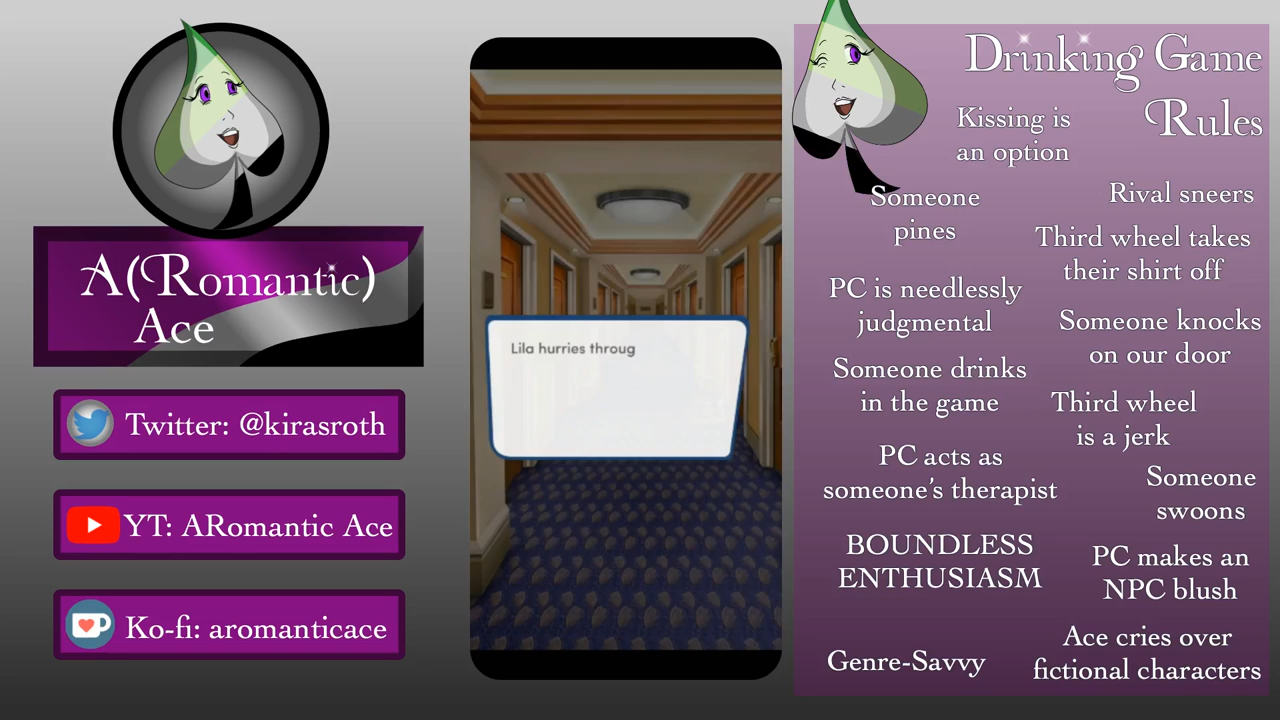 A(Romantic)
Ace
Twitter: @kirasroth
YT: ARomantic Ace
Ko-fi: aromanticace
Lila hurries throug
Drinking Game
Rules
Kissing is
an option
Someone
pines
Rival sneers
Third wheel takes
their shirt off
PC is needlessly
judgmental
Someone knocks
on our door
Someone drinks
in the game
Third wheel
is a jerk
PC acts as
someone's therapist
Someone
swoons
BOUNDLESS
ENTHUSIASM
PC makes an
NPC blush
Genre-Savvy
Ace cries over
fictional characters